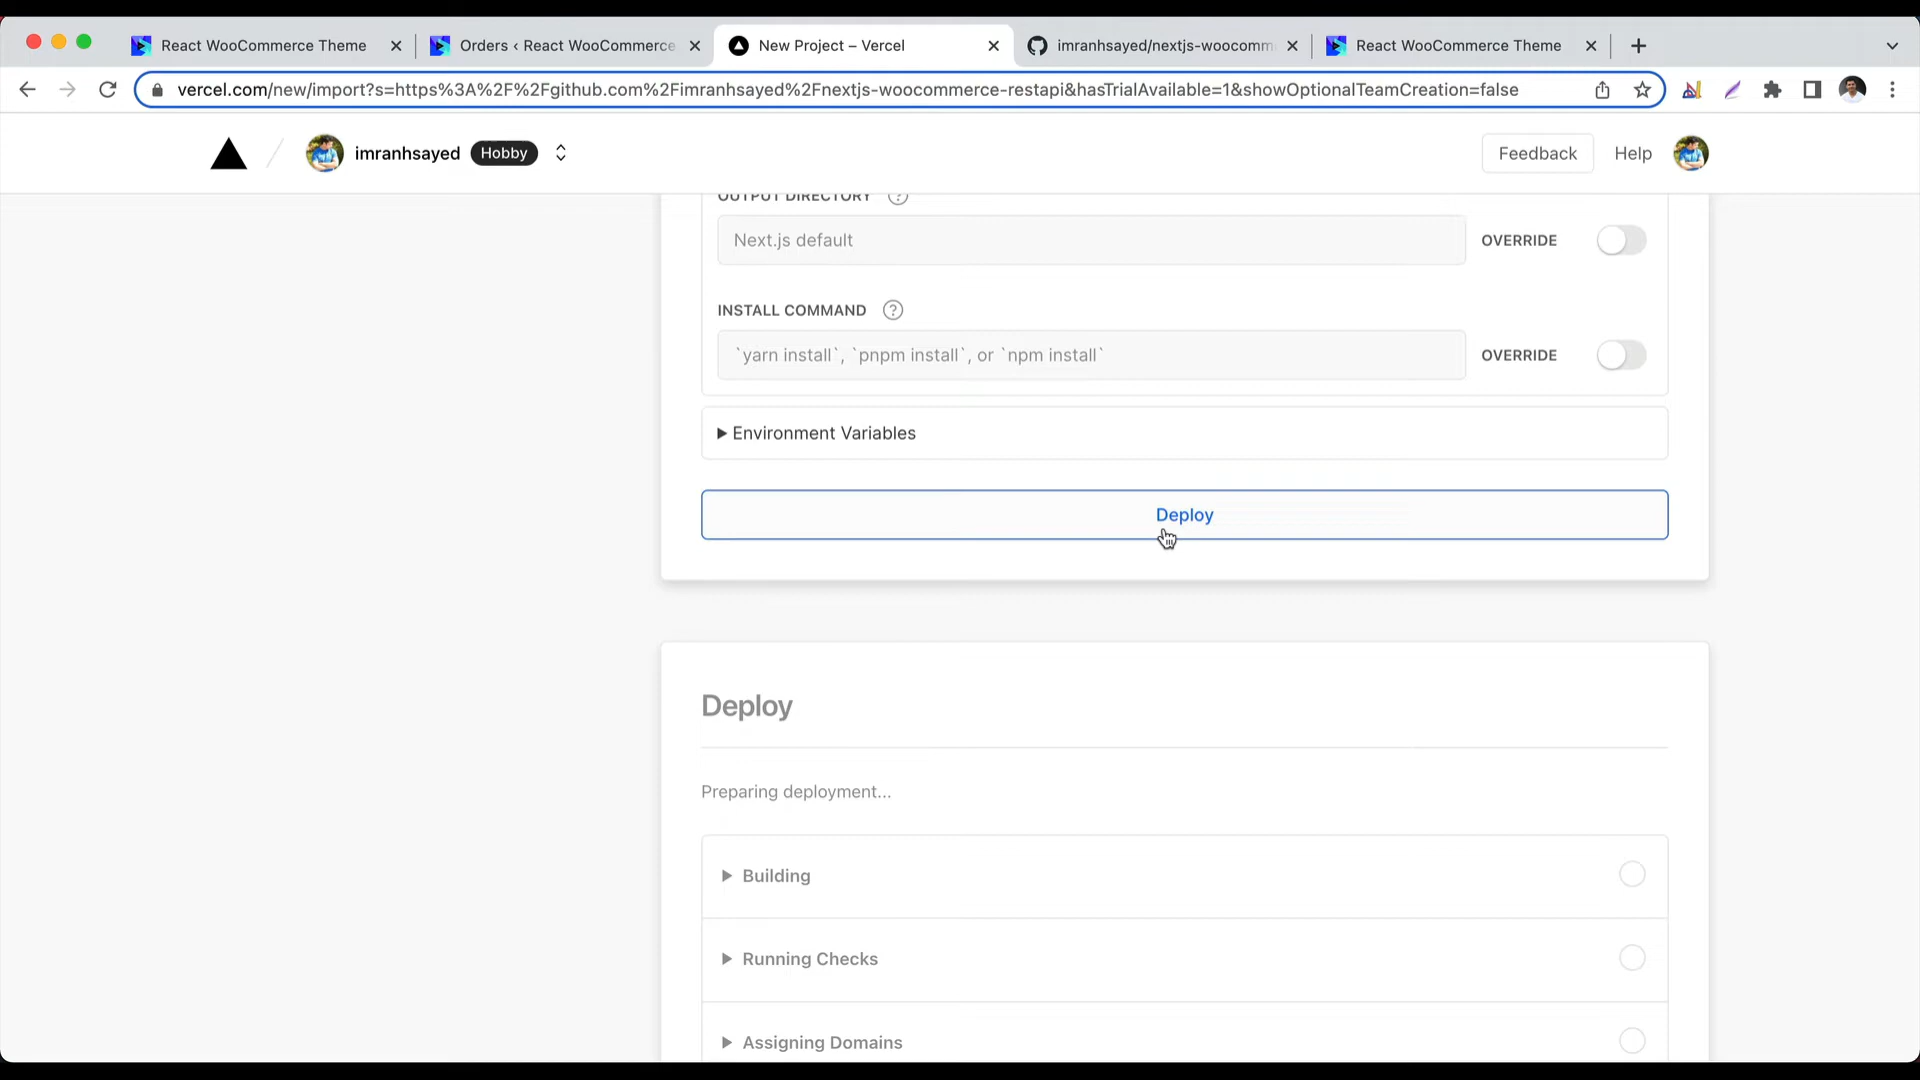 React WooCommerce Theme
Orders ‹ React WooCommerce
New Project – Vercel
imranhsayed/nextjs-woocomm
React WooCommerce Theme
vercel.com/new/import?s=https%3A%2F%2Fgithub.com%2Fimranhsayed%2Fnextjs-woocommerce-restapi&hasTrialAvailable=1&showOptionalTeamCreation=false
imranhsayed
Hobby
Feedback
Help
OUTPUT DIRECTORY
?
Next.js default
OVERRIDE
INSTALL COMMAND
?
`yarn install`, `pnpm install`, or `npm install`
OVERRIDE
Environment Variables
Deploy
Deploy
Preparing deployment...
Building
Running Checks
Assigning Domains